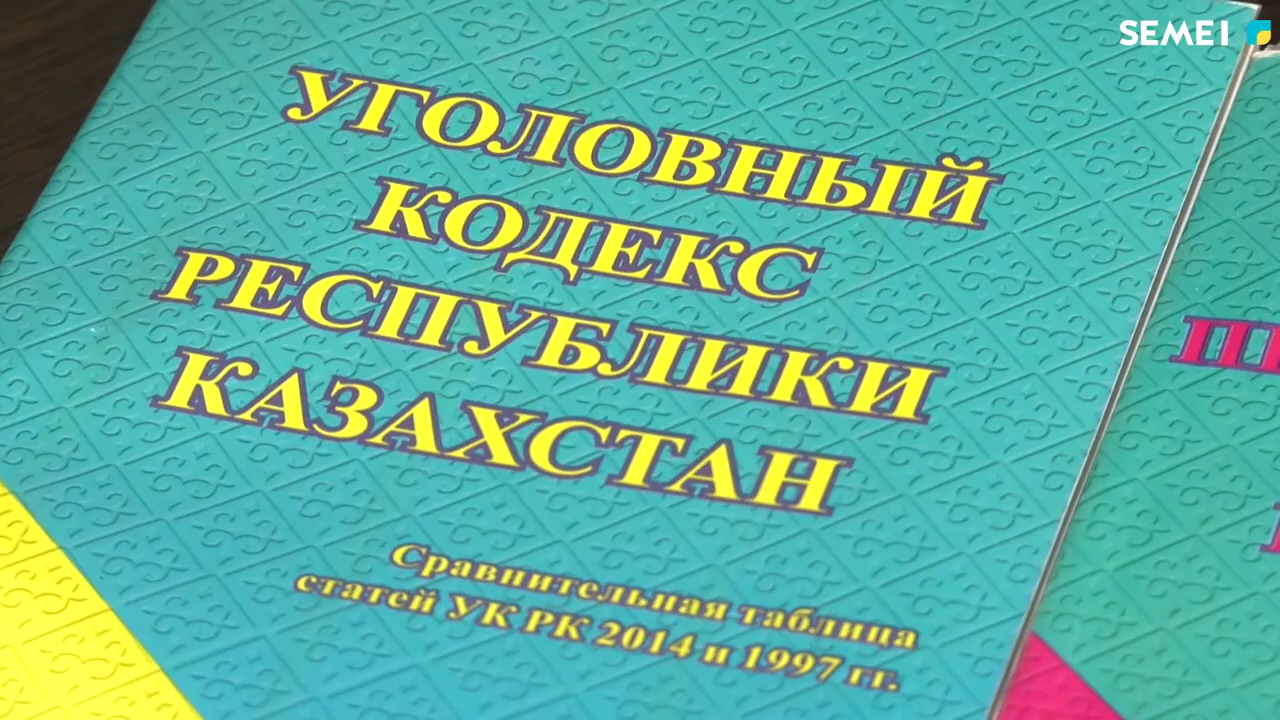 SEMEI
УГОЛОВНЫЙ
КОДЕКС
РЕСПУБЛИКИ
КАЗАХСТАН
Сравнительная таблица
статей УК РК 2014 и 1997 гг.